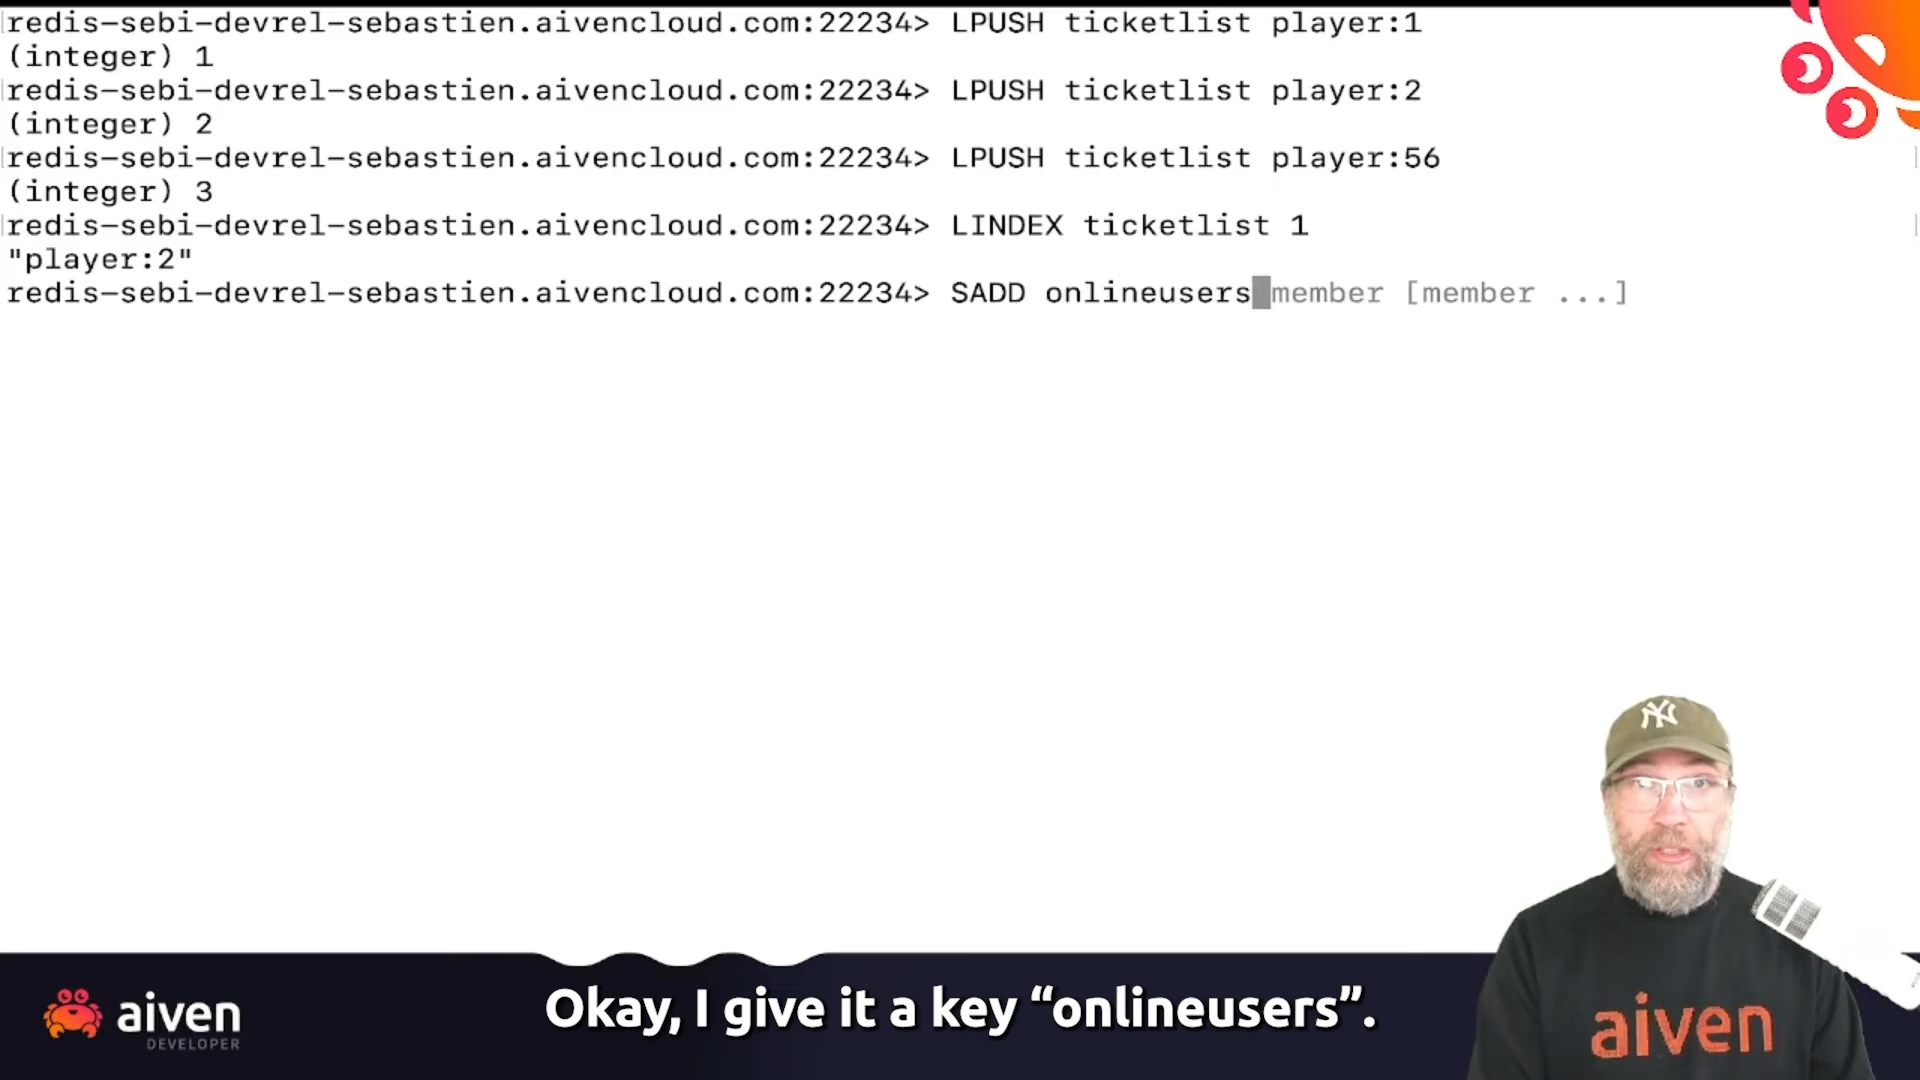 redis-sebi-devrel-sebastien.aivencloud.com:22234> LPUSH ticketlist player:1
(integer) 1
redis-sebi-devrel-sebastien.aivencloud.com:22234> LPUSH ticketlist player:2
(integer) 2
redis-sebi-devrel-sebastien.aivencloud.com:22234> LPUSH ticketlist player:56
(integer) 3
redis-sebi-devrel-sebastien.aivencloud.com:22234> LINDEX ticketlist 1
"player:2"
redis-sebi-devrel-sebastien.aivencloud.com:22234> SADD onlineusers member [member ...]
NY
aiven
aiven
DEVELOPER
Okay, I give it a key “onlineusers”.